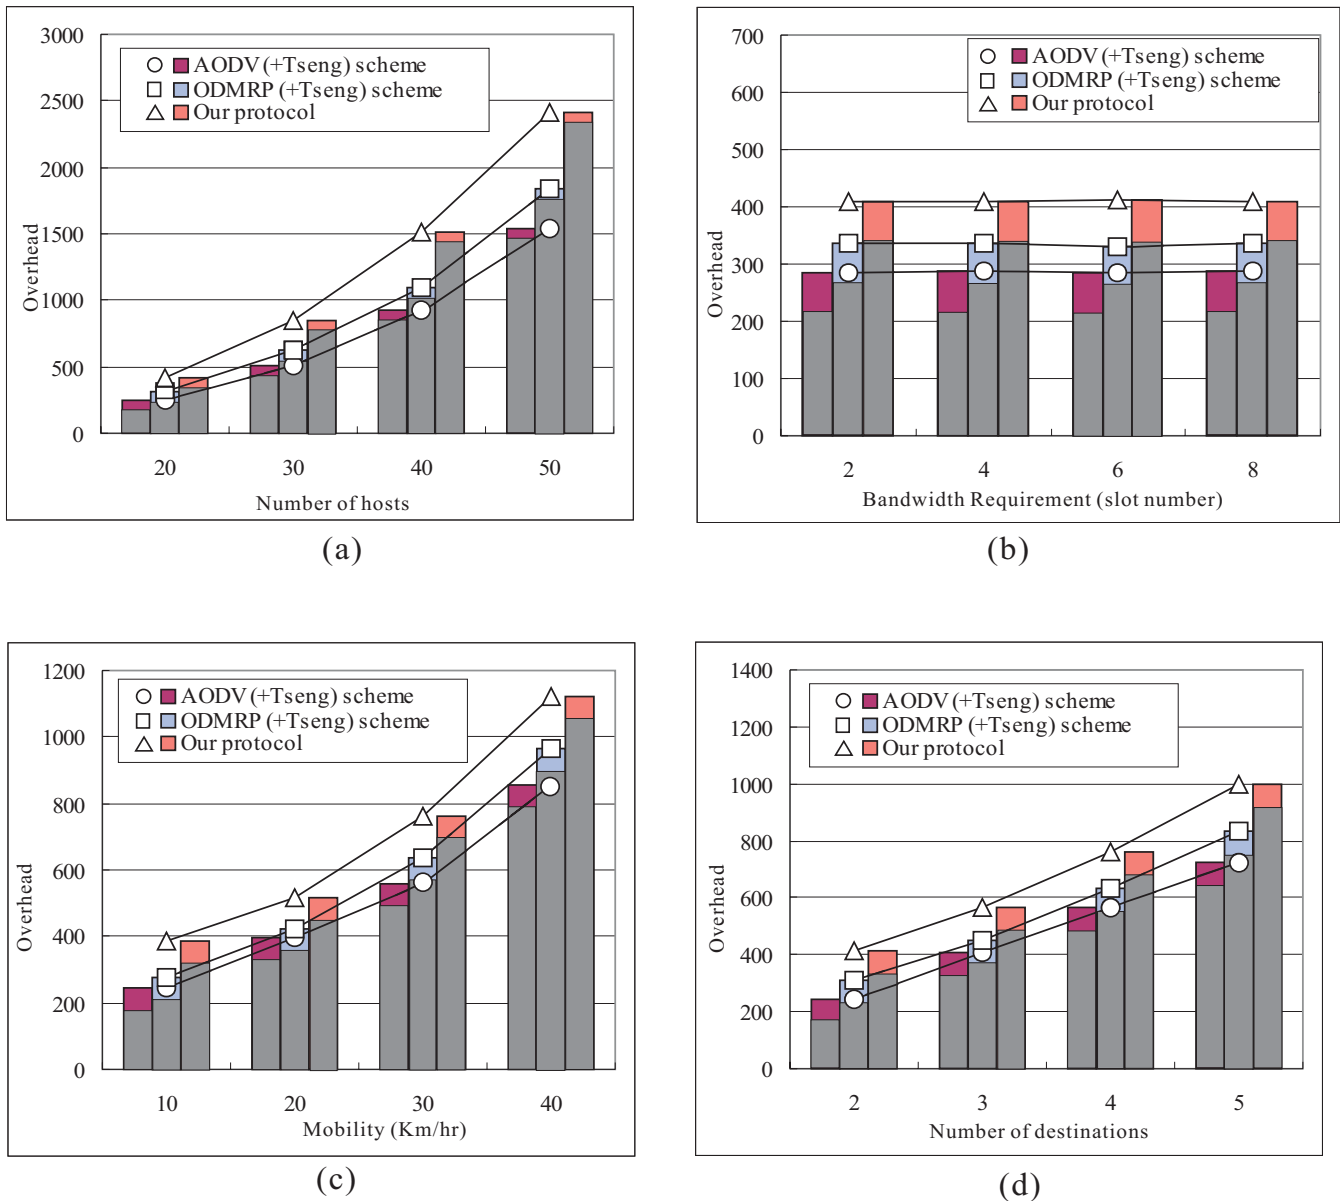 3000
2500
2000
1500
1000
500
0
Overhead
AODV (+Tseng) scheme
ODMRP (+Tseng) scheme
Our protocol
20 30 40 50
Number of hosts
(a)
700
600
500
400
300
200
100
0
Overhead
AODV (+Tseng) scheme
ODMRP (+Tseng) scheme
Our protocol
2 4 6 8
Bandwidth Requirement (slot number)
(b)
1200
1000
800
600
400
200
0
Overhead
AODV (+Tseng) scheme
ODMRP (+Tseng) scheme
Our protocol
10 20 30 40
Mobility (Km/hr)
(c)
1400
1200
1000
800
600
400
200
0
Overhead
AODV (+Tseng) scheme
ODMRP (+Tseng) scheme
Our protocol
2 3 4 5
Number of destinations
(d)